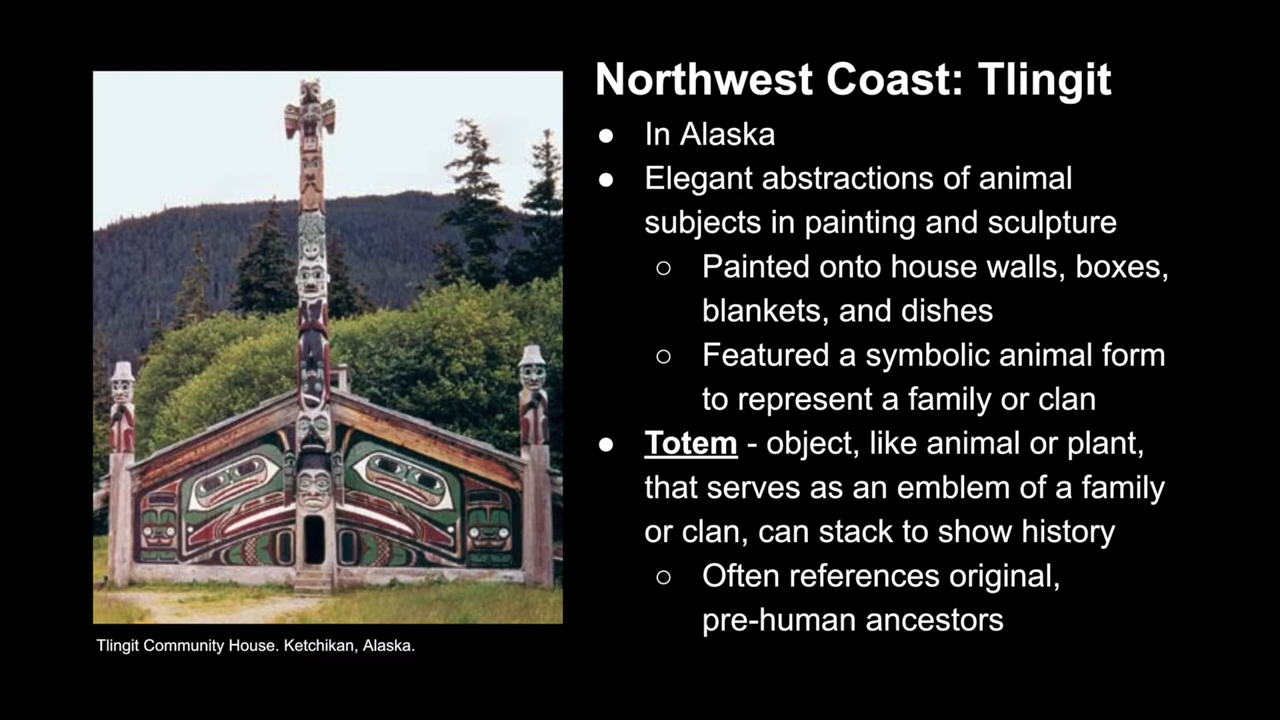 Northwest Coast: Tlingit
● In Alaska
● Elegant abstractions of animal
subjects in painting and sculpture
○ Painted onto house walls, boxes,
blankets, and dishes
○ Featured a symbolic animal form
to represent a family or clan
● Totem - object, like animal or plant,
that serves as an emblem of a family
or clan, can stack to show history
○ Often references original,
pre-human ancestors
Tlingit Community House. Ketchikan, Alaska.